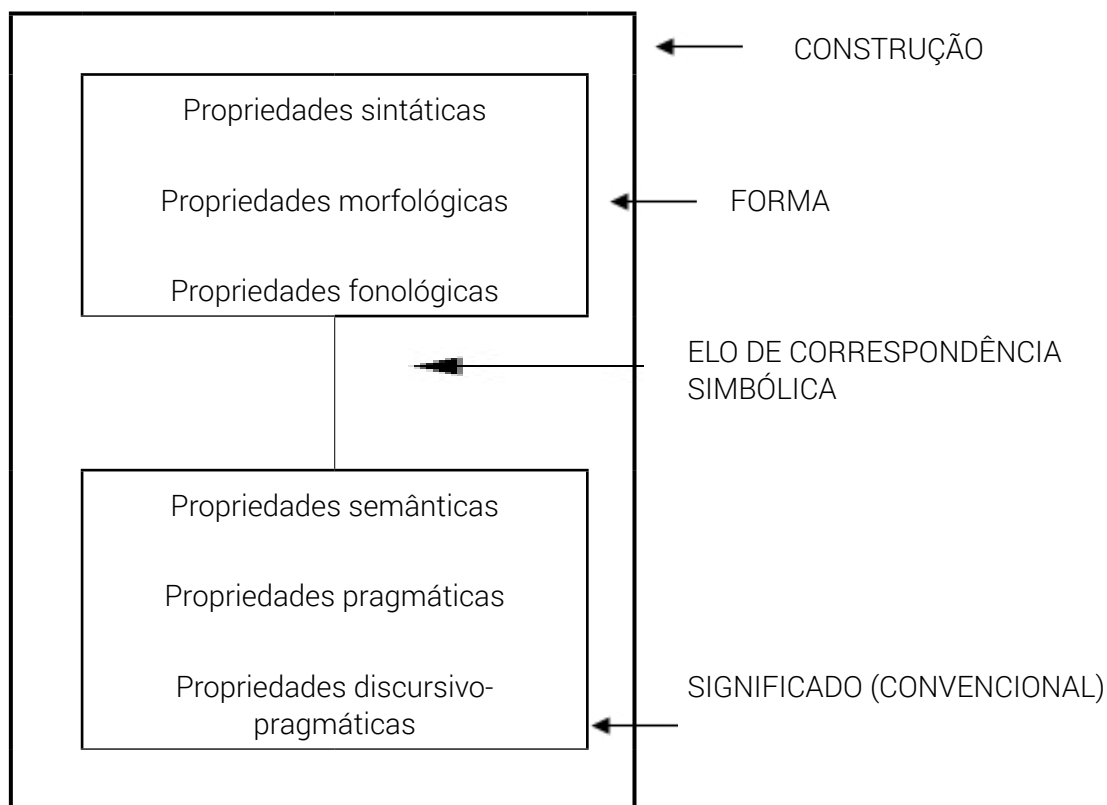 CONSTRUÇÃO
Propriedades sintáticas
Propriedades morfológicas
FORMA
Propriedades fonológicas
ELO DE CORRESPONDÊNCIA
SIMBÓLICA
Propriedades semânticas
Propriedades pragmáticas
Propriedades discursivo-
pragmáticas
SIGNIFICADO (CONVENCIONAL)